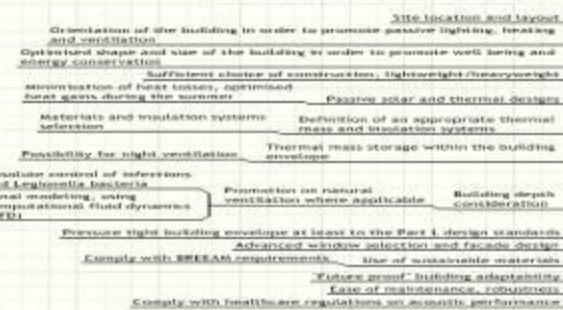 Site location and layout
Orientation of the building in order to promote passive lighting, heating
and ventilation
Optimised shape and size of the building in order to promote well being and
energy conservation
Sufficient choice of construction, lightweight/heavyweight
Minimisation of heat losses, optimised
heat gains during the summer
Passive solar and thermal designs
Materials and insulation systems
selection
Definition of an appropriate thermal
mass and insulation systems
Possibility for night ventilation
Thermal mass storage within the building
envelope
solute control of infections
d Legionella bacteria
nal modeling, using
mputational fluid dynamics
FD)
Promotion on natural
ventilation where applicable
Building depth
consideration
Pressure tight building envelope at least to the Part L design standards
Advanced window selection and facade design
Comply with BREEAM requirements
Use of sustainable materials
"Future proof" building adaptability
Ease of maintenance, robustness
Comply with healthcare regulations on acoustic performance